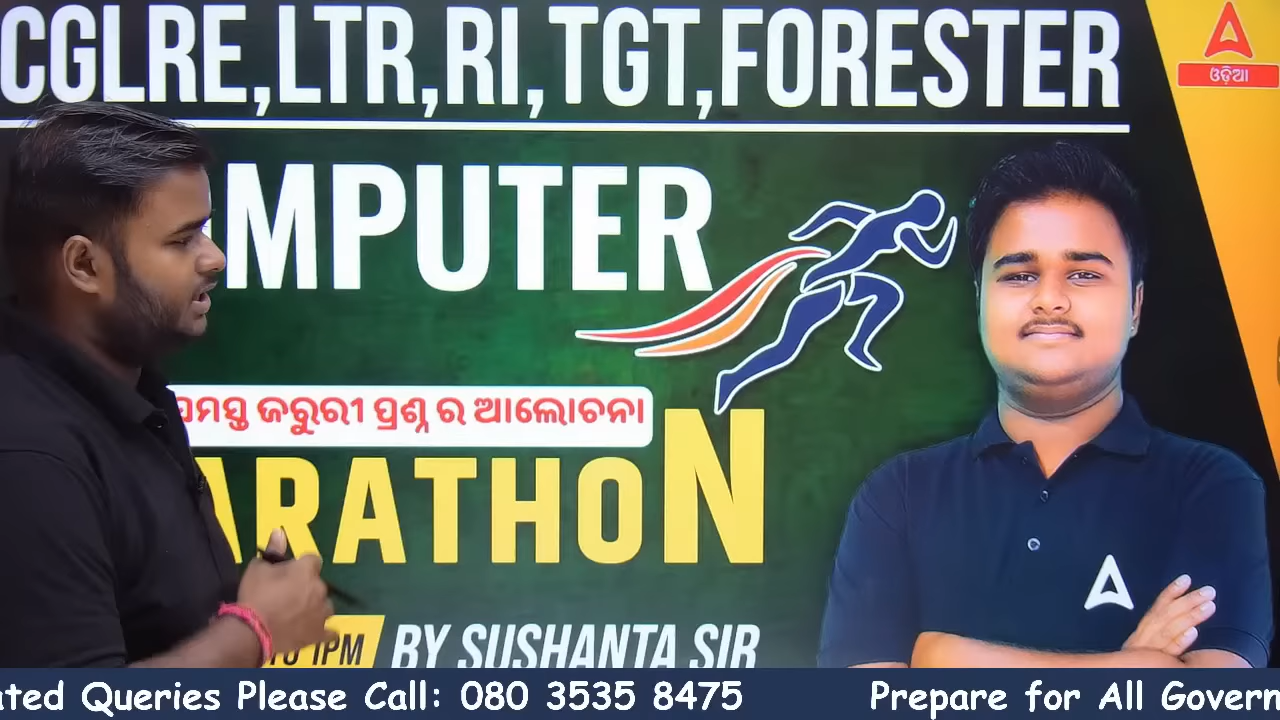 CGLRE,LTR,RI,TGT,FORESTER
ଓଡ଼ିଆ
MPUTER
ସମସ୍ତ ଜରୁରୀ ପ୍ରଶ୍ନ ର ଆଲୋଚନା
ARATHON
1PM BY SUSHANTA SIR
ated Queries Please Call: 080 3535 8475 Prepare for All Govern